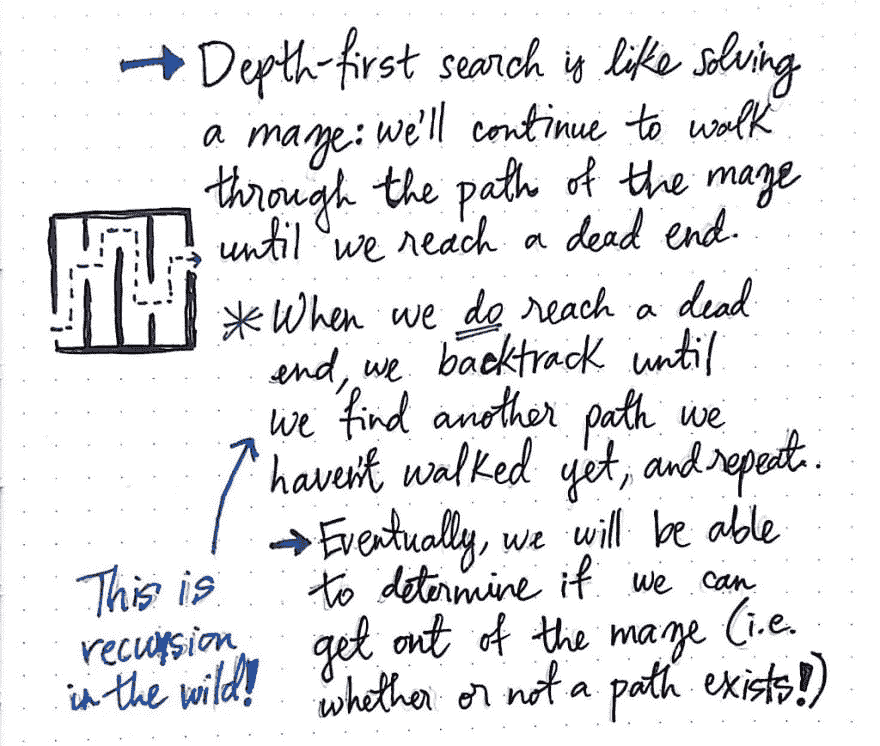 → Depth-first search is like solving
a maze: we'll continue to walk
through the path of the maze
until we reach a dead end.
* When we do reach a dead
end, we backtrack until
we find another path we
haven't walked yet, and repeat.
→ Eventually, we will be able
to determine if we can
get out of the maze (i.e.
whether or not a path exists!)
This is
recursion
in the wild!